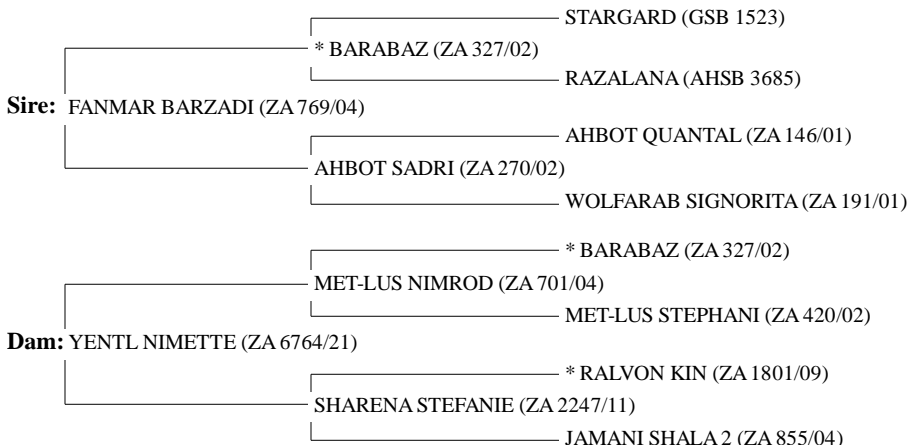 STARGARD (GSB 1523)
* BARABAZ (ZA 327/02)
RAZALANA (AHSB 3685)
Sire: FANMAR BARZADI (ZA 769/04)
AHBOT QUANTAL (ZA 146/01)
AHBOT SADRI (ZA 270/02)
WOLFARAB SIGNORITA (ZA 191/01)
* BARABAZ (ZA 327/02)
MET-LUS NIMROD (ZA 701/04)
MET-LUS STEPHANI (ZA 420/02)
Dam: YENTL NIMETTE (ZA 6764/21)
* RALVON KIN (ZA 1801/09)
SHARENA STEFANIE (ZA 2247/11)
JAMANI SHALA 2 (ZA 855/04)